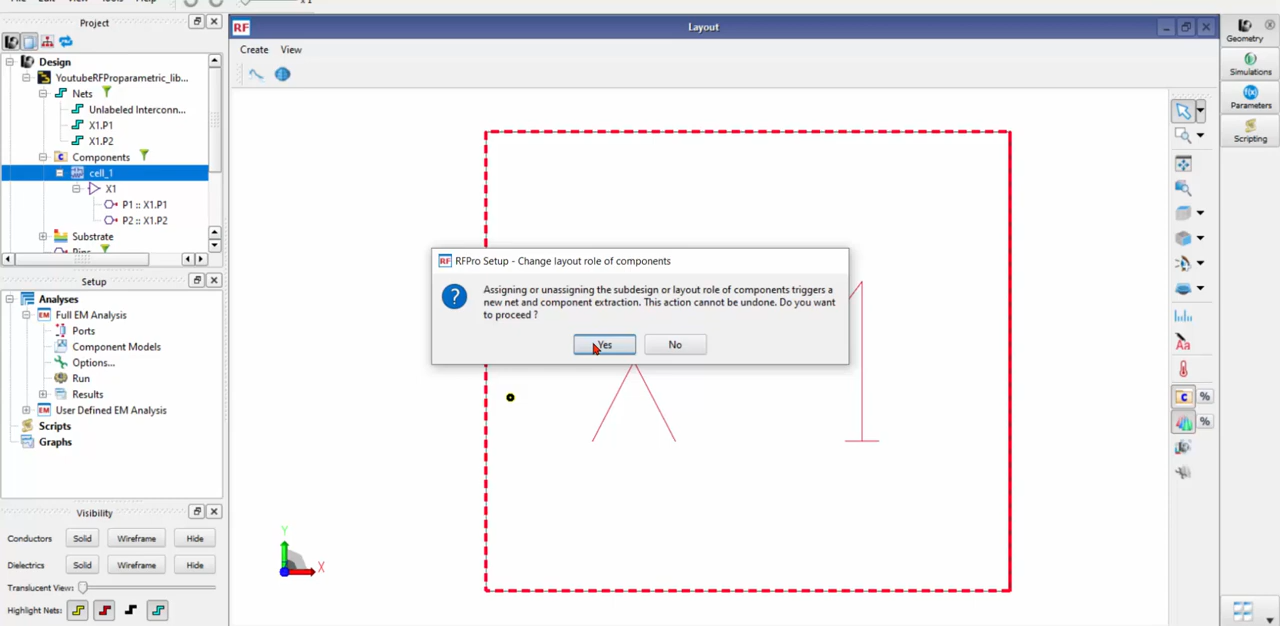 Project
Design
YoutubeRFProparametric_lib...
Nets
Unlabeled Interconn...
X1.P1
X1.P2
Components
cell_1
X1
P1 :: X1.P1
P2 :: X1.P2
Substrate
Setup
Analyses
EM Full EM Analysis
Ports
Component Models
Options...
Run
Results
EM User Defined EM Analysis
Scripts
Graphs
Visibility
Conductors Solid Wireframe Hide
Dielectrics Solid Wireframe Hide
Translucent View:
Highlight Nets:
RF Layout
Create View
RF RFPro Setup - Change layout role of components
Assigning or unassigning the subdesign or layout role of components triggers a
new net and component extraction. This action cannot be undone. Do you want
to proceed ?
Yes No
Y
X
Aa
C %
%
Geometry
Simulations
f(x)
Parameters
Scripting